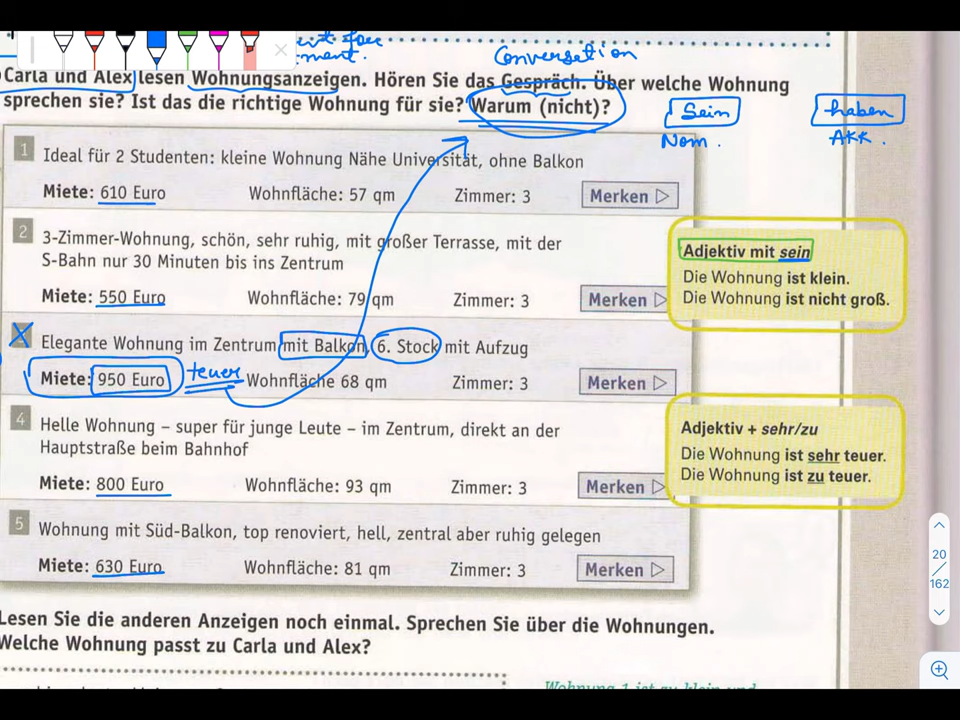 ment.
Conversation
Carla und Alex lesen Wohnungsanzeigen. Hören Sie das Gespräch. Über welche Wohnung
sprechen sie? Ist das die richtige Wohnung für sie? Warum (nicht)?
Sein
haben
Nom.
AKK.
1 Ideal für 2 Studenten: kleine Wohnung Nähe Universität, ohne Balkon
Miete: 610 Euro Wohnfläche: 57 qm Zimmer: 3 Merken
2 3-Zimmer-Wohnung, schön, sehr ruhig, mit großer Terrasse, mit der
S-Bahn nur 30 Minuten bis ins Zentrum
Miete: 550 Euro Wohnfläche: 79 qm Zimmer: 3 Merken
Elegante Wohnung im Zentrum mit Balkon, 6. Stock mit Aufzug
teuer
Miete: 950 Euro Wohnfläche 68 qm Zimmer: 3 Merken
4 Helle Wohnung – super für junge Leute – im Zentrum, direkt an der
Hauptstraße beim Bahnhof
Miete: 800 Euro Wohnfläche: 93 qm Zimmer: 3 Merken
5 Wohnung mit Süd-Balkon, top renoviert, hell, zentral aber ruhig gelegen
Miete: 630 Euro Wohnfläche: 81 qm Zimmer: 3 Merken
Adjektiv mit sein
Die Wohnung ist klein.
Die Wohnung ist nicht groß.
Adjektiv + sehr/zu
Die Wohnung ist sehr teuer.
Die Wohnung ist zu teuer.
Lesen Sie die anderen Anzeigen noch einmal. Sprechen Sie über die Wohnungen.
Welche Wohnung passt zu Carla und Alex?
Wohnung 1 ist zu klein und
20
/
162